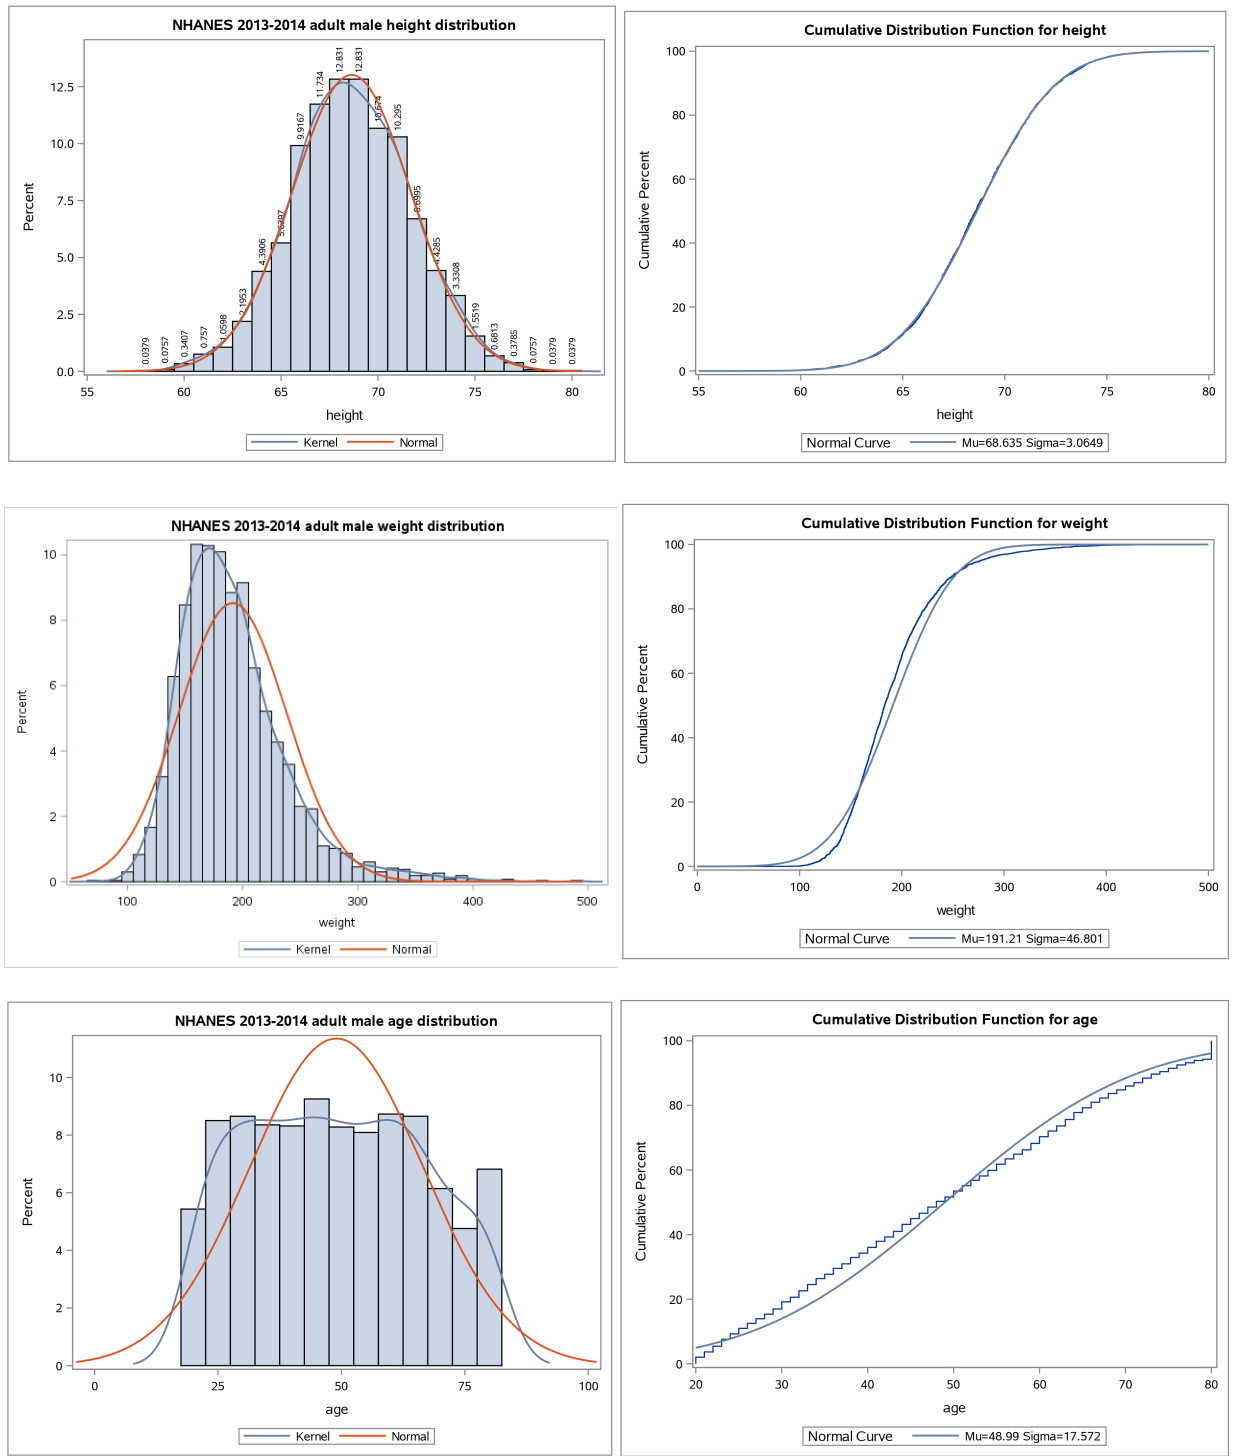 NHANES 2013-2014 adult male height distribution
Percent
12.5
10.0
7.5
5.0
2.5
0.0
0.0379
0.0757
0.3407
0.757
1.0598
2.1953
4.3906
9.9167
11.734
12.831
12.831
10.295
4.4285
3.3308
1.5519
0.6813
0.3785
0.0757
0.0379
0.0379
55 60 65 70 75 80
height
Kernel Normal
Cumulative Distribution Function for height
Cumulative Percent
100
80
60
40
20
0
55 60 65 70 75 80
height
Normal Curve Mu=68.635 Sigma=3.0649
NHANES 2013-2014 adult male weight distribution
Percent
10
8
6
4
2
0
100 200 300 400 500
weight
Kernel Normal
Cumulative Distribution Function for weight
Cumulative Percent
100
80
60
40
20
0
0 100 200 300 400 500
weight
Normal Curve Mu=191.21 Sigma=46.801
NHANES 2013-2014 adult male age distribution
Percent
10
8
6
4
2
0
0 25 50 75 100
age
Kernel Normal
Cumulative Distribution Function for age
Cumulative Percent
100
80
60
40
20
0
20 30 40 50 60 70 80
age
Normal Curve Mu=48.99 Sigma=17.572